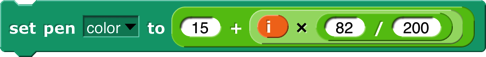 set pen color to 15 + i × 82 / 200